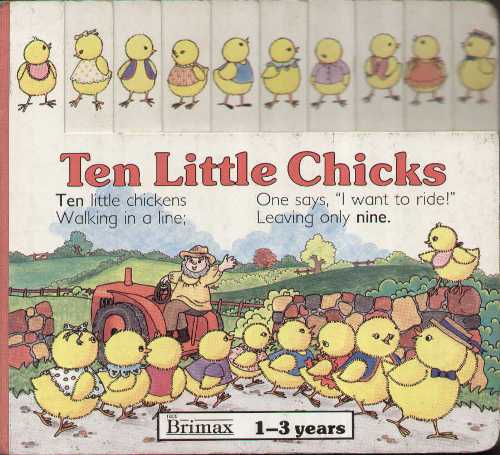 Ten Little Chicks
Ten little chickens
Walking in a line;
One says, "I want to ride!"
Leaving only nine.
Brimax
1-3 years